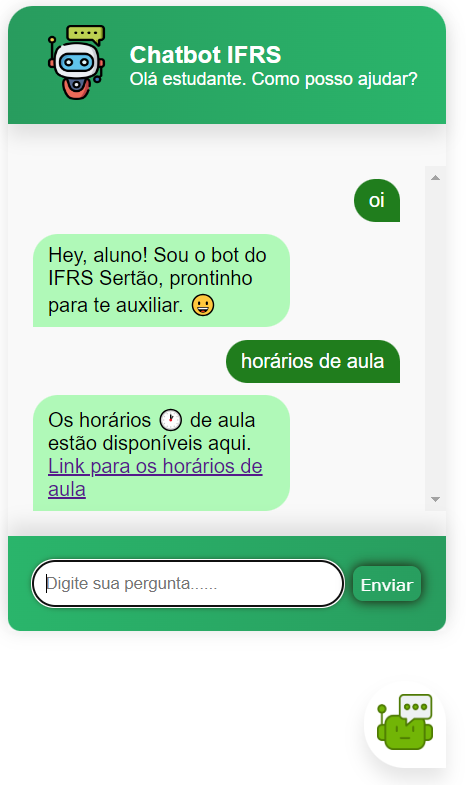 Chatbot IFRS
Olá estudante. Como posso ajudar?
oi
Hey, aluno! Sou o bot do
IFRS Sertão, prontinho
para te auxiliar. 😀
horários de aula
Os horários 🕐 de aula
estão disponíveis aqui.
Link para os horários de
aula
Digite sua pergunta......
Enviar